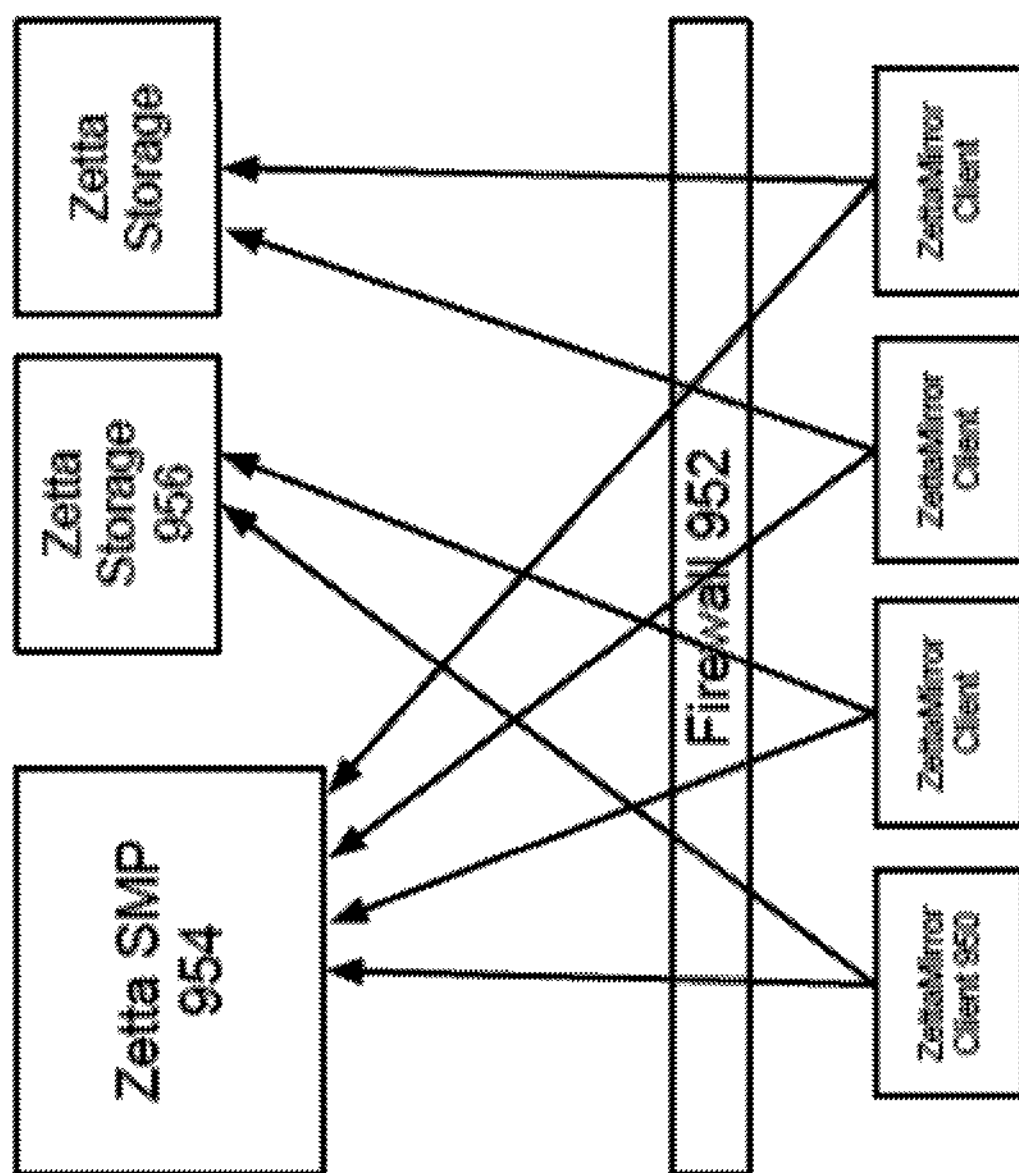 Zetta SMP
954
Zetta
Storage
956
Zetta
Storage
Firewall 952
ZettaMirror
Client 950
ZettaMirror
Client
ZettaMirror
Client
ZettaMirror
Client